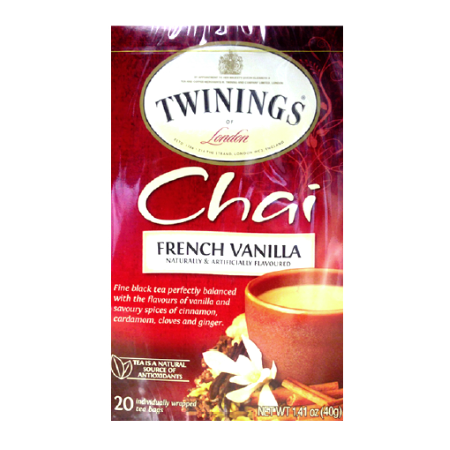 TWININGS
OF
London
Chai
FRENCH VANILLA
NATURALLY & ARTIFICIALLY FLAVOURED
Fine black tea perfectly balanced
with the flavours of vanilla and
savoury spices of cinnamon,
cardamom, cloves and ginger.
TEA IS A NATURAL
SOURCE OF
ANTIOXIDANTS
20 individually wrapped
tea bags
NET WT 1.41 oz (40g)